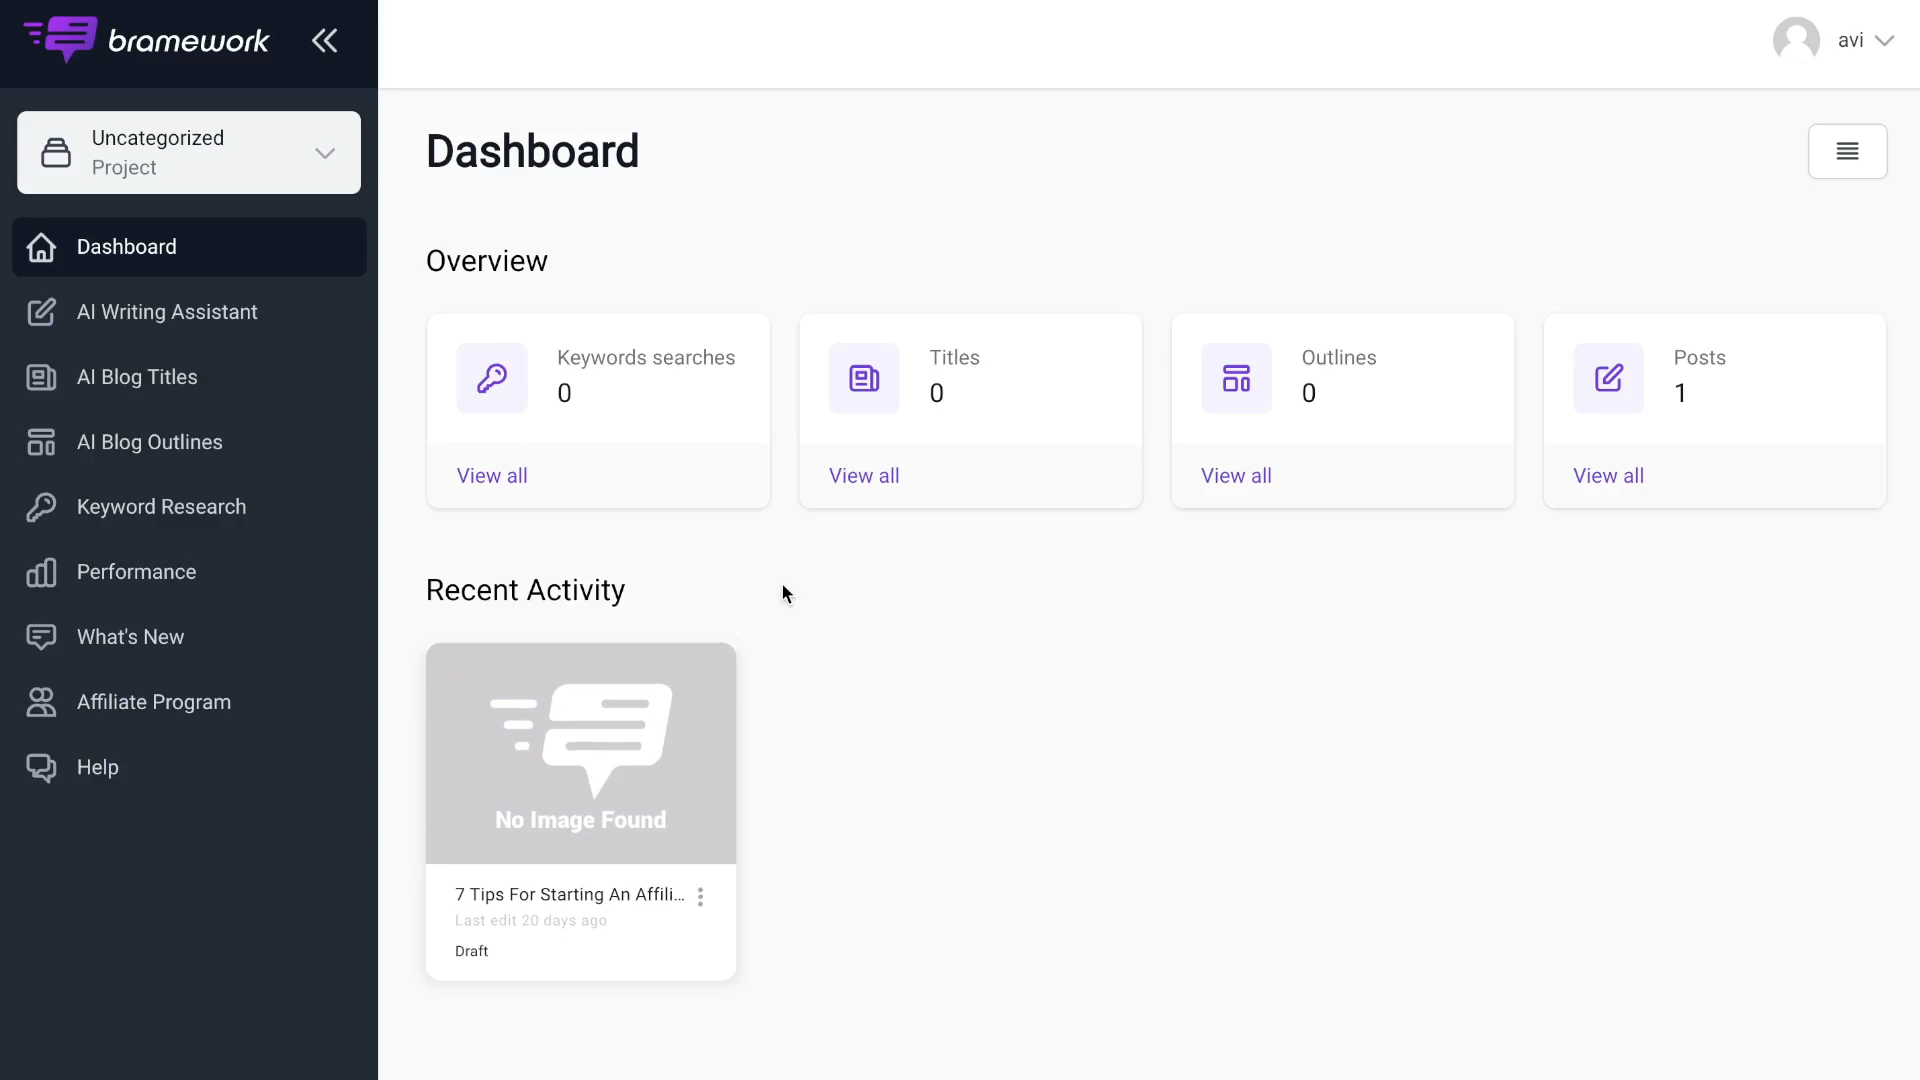 bramework
avi
Uncategorized
Project
Dashboard
AI Writing Assistant
AI Blog Titles
AI Blog Outlines
Keyword Research
Performance
What's New
Affiliate Program
Help
Dashboard
Overview
Keywords searches
0
View all
Titles
0
View all
Outlines
0
View all
Posts
1
View all
Recent Activity
No Image Found
7 Tips For Starting An Affili...
Last edit 20 days ago
Draft